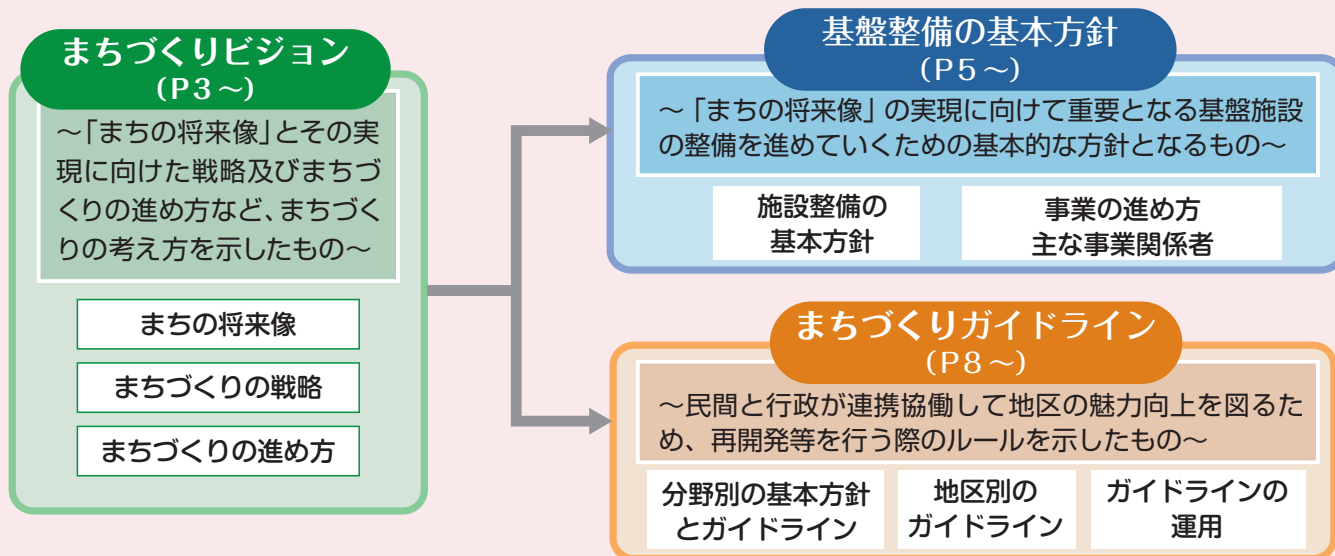 まちづくりビジョン
(P3～)
～「まちの将来像」とその実
現に向けた戦略及びまちづ
くりの進め方など、まちづく
りの考え方を示したもの～
まちの将来像
まちづくりの戦略
まちづくりの進め方
基盤整備の基本方針
(P5～)
～「まちの将来像」の実現に向けて重要となる基盤施設
の整備を進めていくための基本的な方針となるもの～
施設整備の
基本方針
事業の進め方
主な事業関係者
まちづくりガイドライン
(P8～)
～民間と行政が連携協働して地区の魅力向上を図るた
め、再開発等を行う際のルールを示したもの～
分野別の基本方針
とガイドライン
地区別の
ガイドライン
ガイドラインの
運用